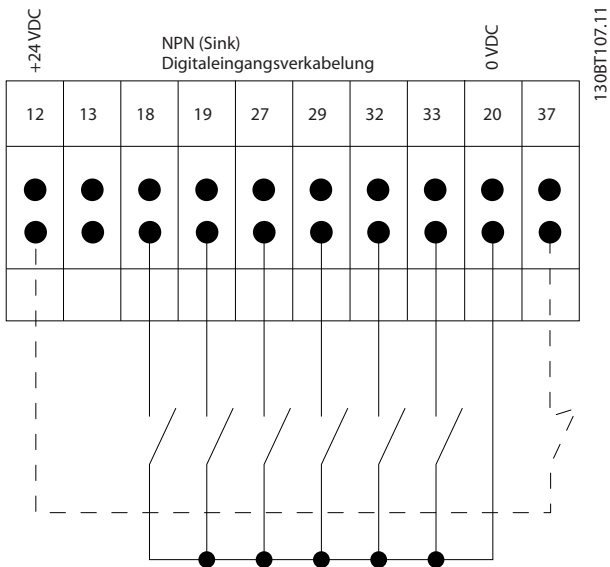 +24 VDC
NPN (Sink)
Digitaleingangsverkabelung
0 VDC
130BT107.11
12 13 18 19 27 29 32 33 20 37